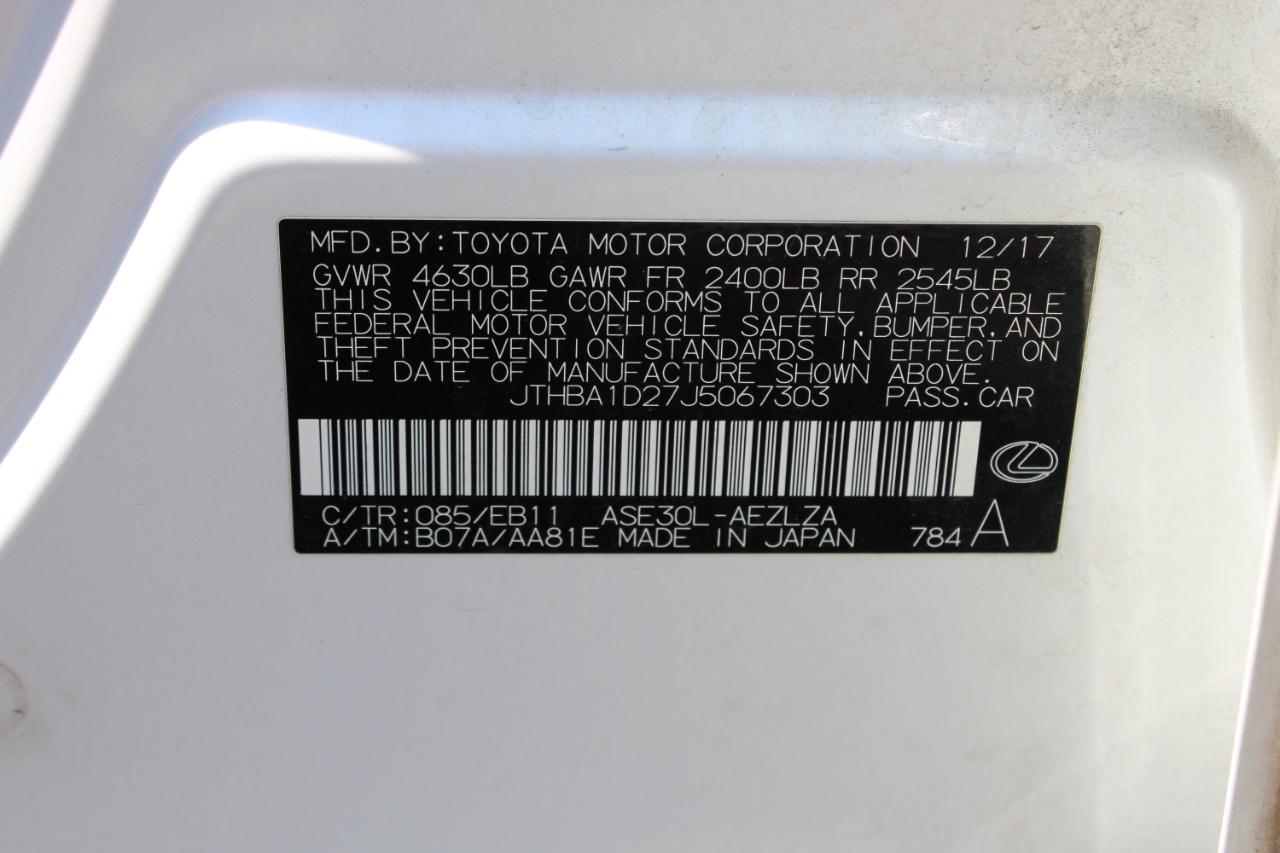 MFD. BY: TOYOTA MOTOR CORPORATION 12/17
GVWR 4630LB GAWR FR 2400LB RR 2545LB
THIS VEHICLE CONFORMS TO ALL APPLICABLE
FEDERAL MOTOR VEHICLE SAFETY, BUMPER, AND
THEFT PREVENTION STANDARDS IN EFFECT ON
THE DATE OF MANUFACTURE SHOWN ABOVE.
JTHBA1D27J5067303 PASS. CAR
C/TR: 085/EB11 ASE30L-AEZLZA
A/TM: B07A/AA81E MADE IN JAPAN 784 A